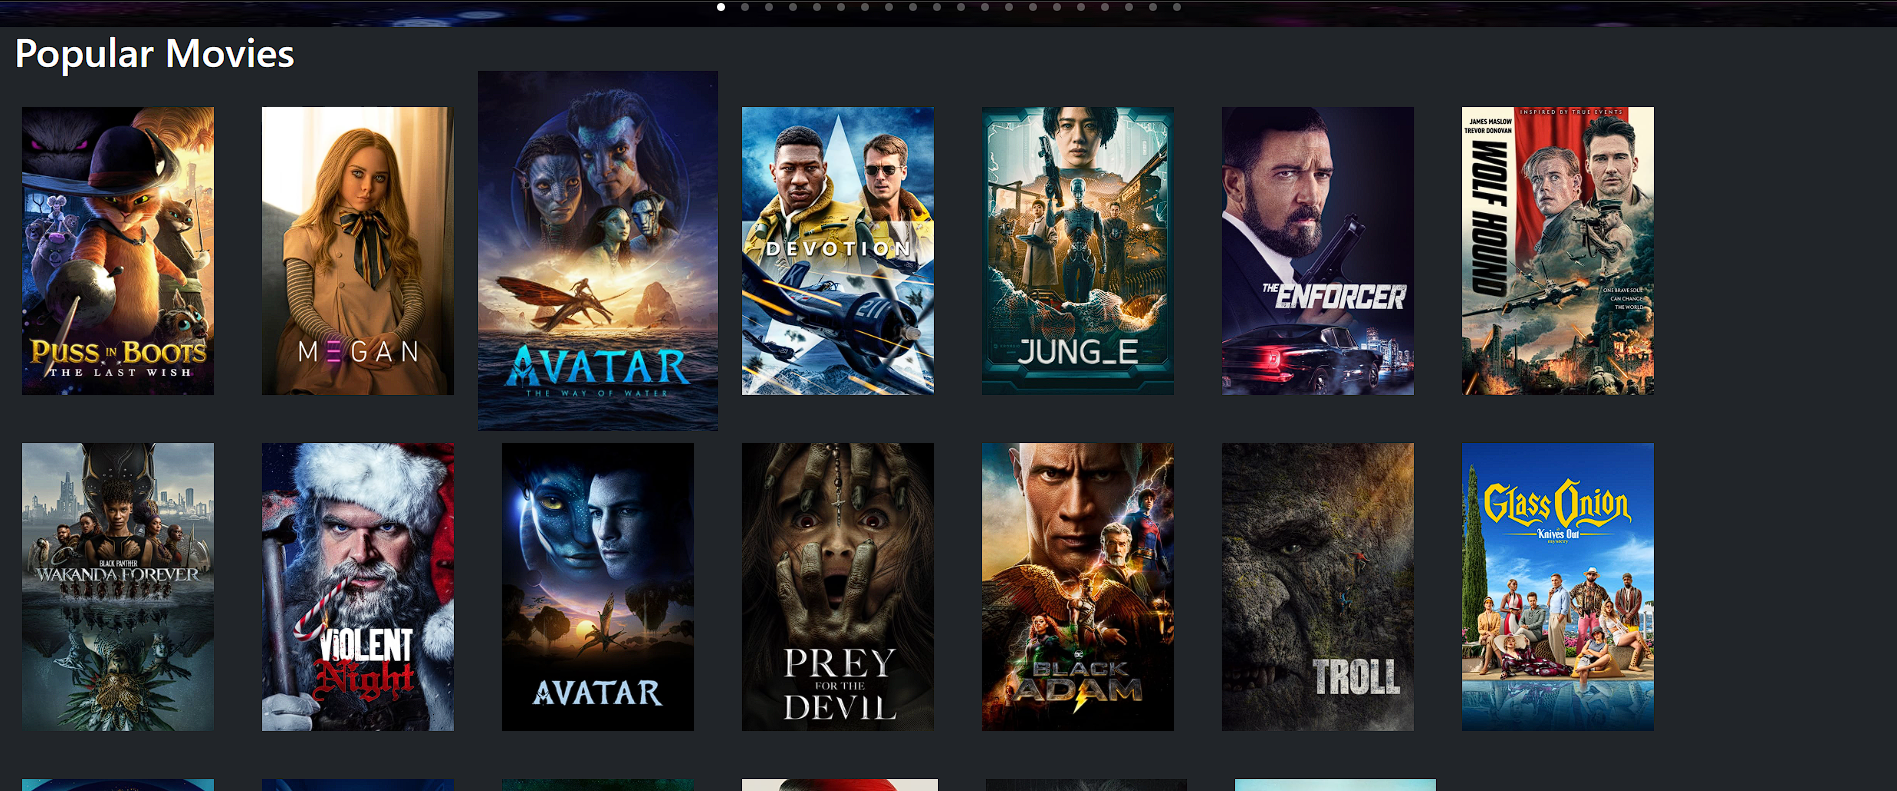 Popular Movies
PUSS IN BOOTS
THE LAST WISH
M3GAN
AVATAR
THE WAY OF WATER
DEVOTION
JUNG_E
THE
ENFORCER
INSPIRED BY TRUE EVENTS
JAMES MASLOW
TREVOR DONOVAN
WOLF HOUND
ONE BRAVE SOUL
CAN CHANGE
THE WORLD
BLACK PANTHER
WAKANDA FOREVER
VIOLENT
Night
AVATAR
PREY
FOR THE
DEVIL
DC
BLACK
ADAM
TROLL
Glass Onion
A
Knives Out
mystery